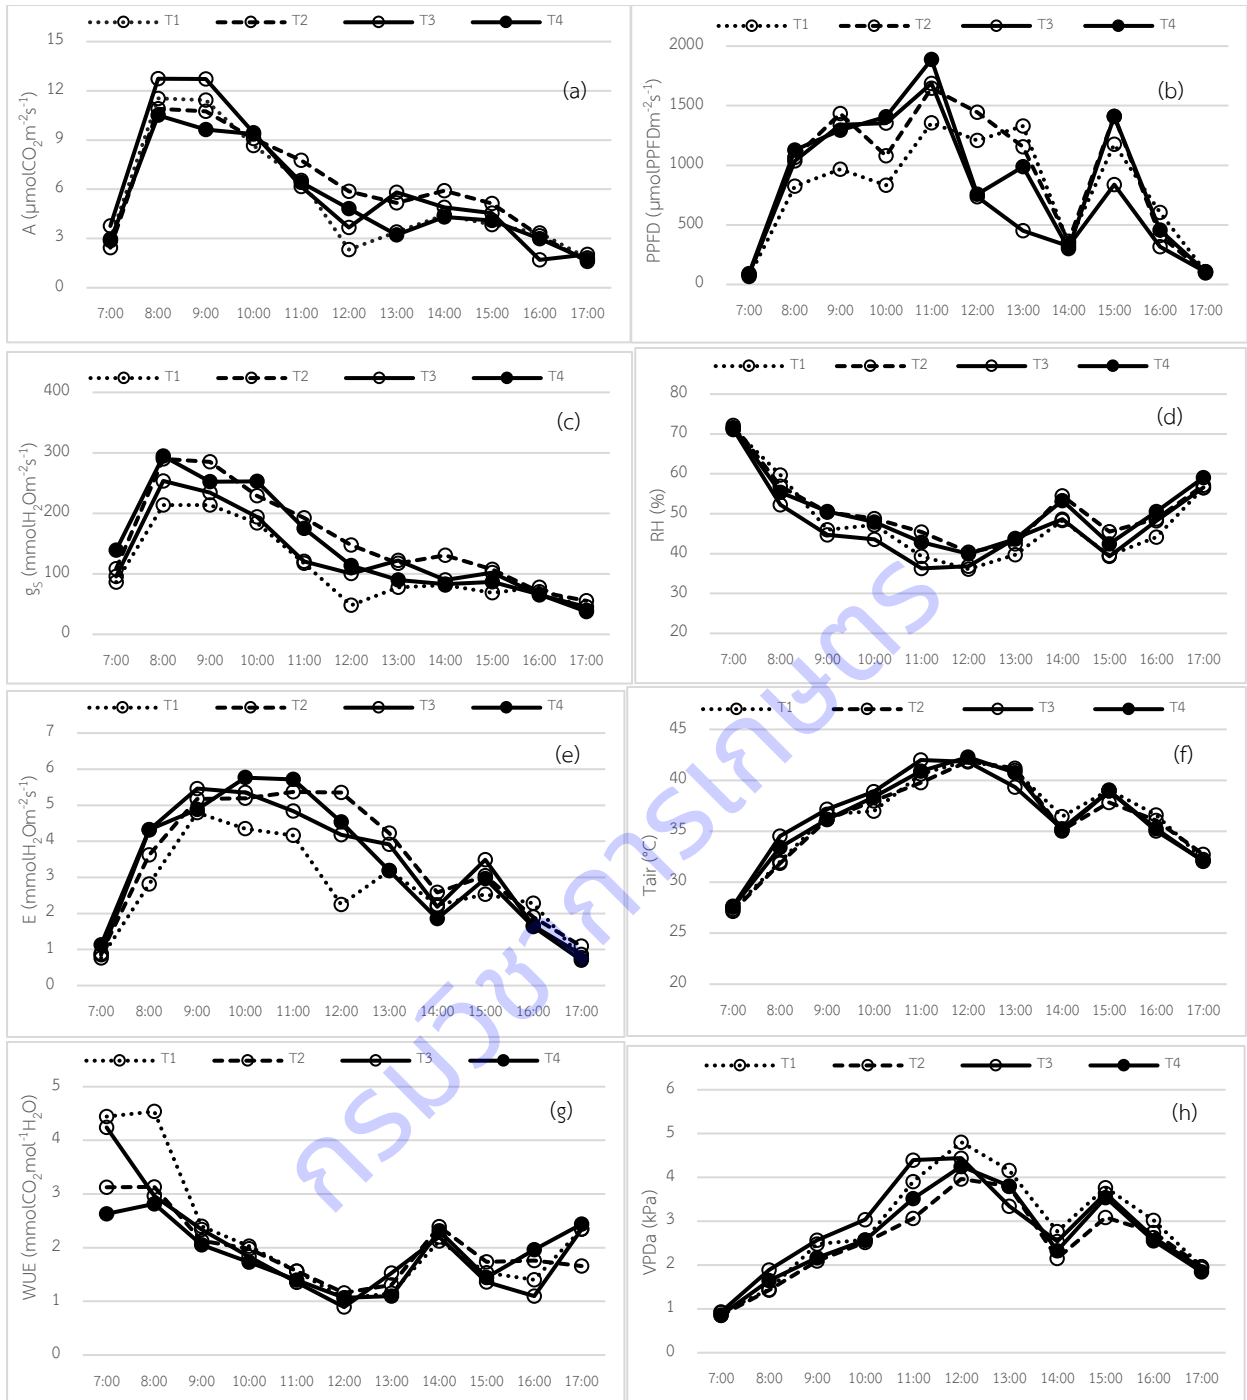 T1 T2 T3 T4
15
12
9
6
3
0
A (µmolCO₂m⁻²s⁻¹)
(a)
7:00 8:00 9:00 10:00 11:00 12:00 13:00 14:00 15:00 16:00 17:00
T1 T2 T3 T4
2000
1500
1000
500
0
PPFD (µmolPPFDm⁻²s⁻¹)
(b)
7:00 8:00 9:00 10:00 11:00 12:00 13:00 14:00 15:00 16:00 17:00
T1 T2 T3 T4
400
300
200
100
0
gₛ (mmolH₂Om⁻²s⁻¹)
(c)
7:00 8:00 9:00 10:00 11:00 12:00 13:00 14:00 15:00 16:00 17:00
T1 T2 T3 T4
80
70
60
50
40
30
20
RH (%)
(d)
7:00 8:00 9:00 10:00 11:00 12:00 13:00 14:00 15:00 16:00 17:00
T1 T2 T3 T4
7
6
5
4
3
2
1
0
E (mmolH₂Om⁻²s⁻¹)
(e)
7:00 8:00 9:00 10:00 11:00 12:00 13:00 14:00 15:00 16:00 17:00
T1 T2 T3 T4
45
40
35
30
25
20
Tair (°C)
(f)
7:00 8:00 9:00 10:00 11:00 12:00 13:00 14:00 15:00 16:00 17:00
T1 T2 T3 T4
5
4
3
2
1
0
WUE (mmolCO₂mol⁻¹H₂O)
(g)
7:00 8:00 9:00 10:00 11:00 12:00 13:00 14:00 15:00 16:00 17:00
T1 T2 T3 T4
6
5
4
3
2
1
0
VPDa (kPa)
(h)
7:00 8:00 9:00 10:00 11:00 12:00 13:00 14:00 15:00 16:00 17:00
กรมวิชาการเกษตร